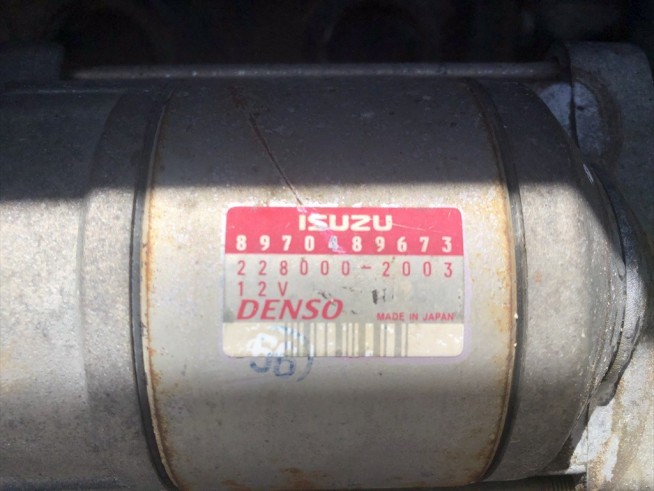 ISUZU
8970489673
228000-2003
12V
DENSO MADE IN JAPAN